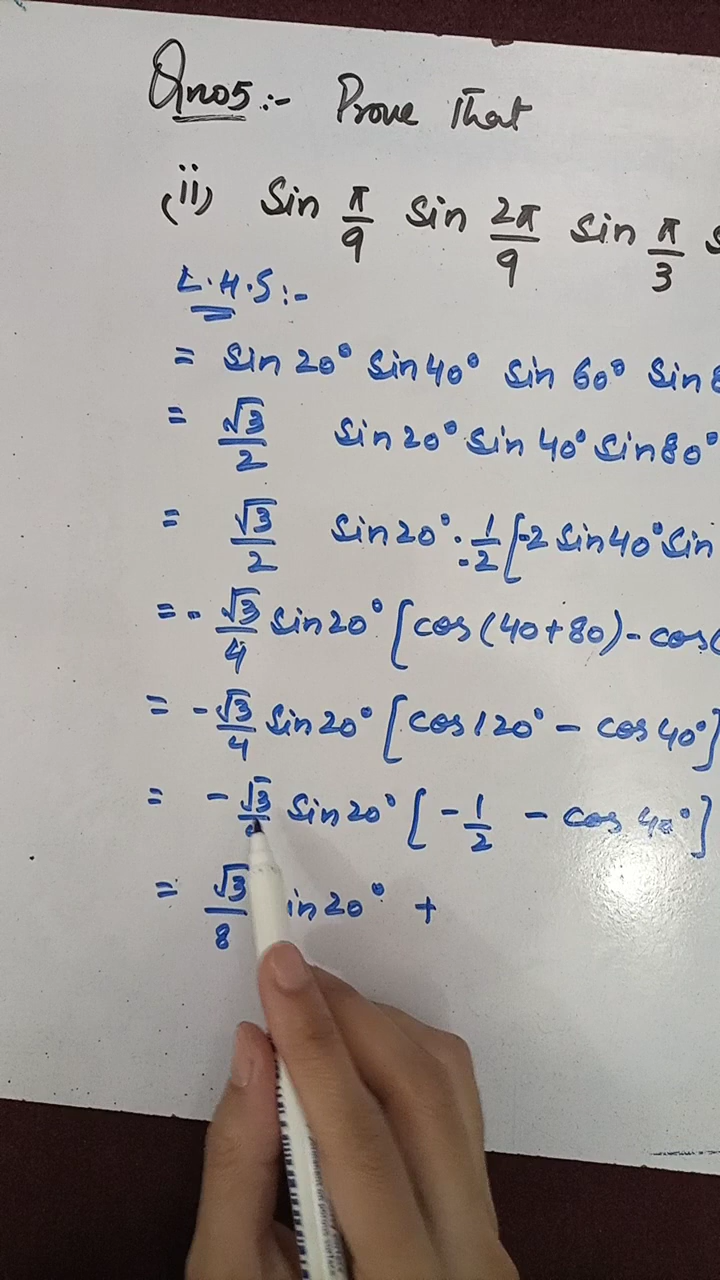 Qno5:- Prove That
(ii) Sin π/9 sin 2π/9 sin π/3 s
L.H.S:-
= sin 20° sin 40° sin 60° sin 8
= √3/2 sin 20° sin 40° sin 80°
= √3/2 sin 20° · 1/-2 [-2 sin 40° sin
= - √3/4 sin 20° [cos(40+80) - cos(
= - √3/4 sin 20° [cos 120° - cos 40°]
= - √3/ sin 20° [- 1/2 - cos 40°]
= √3/8 in 20° +